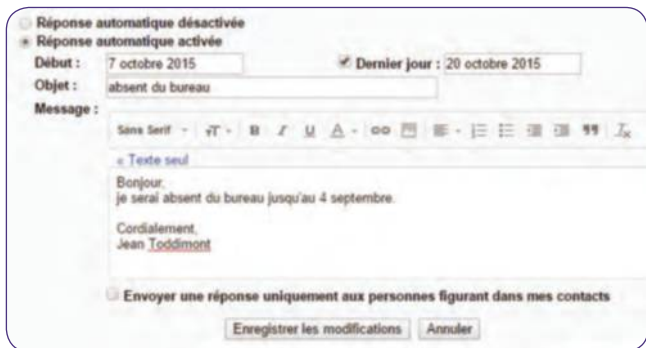 Réponse automatique désactivée
Réponse automatique activée
Début : 7 octobre 2015 Dernier jour : 20 octobre 2015
Objet : absent du bureau
Message :
Sans Serif T B I U A
« Texte seul
Bonjour,
je serai absent du bureau jusqu'au 4 septembre.
Cordialement,
Jean Toddimont
Envoyer une réponse uniquement aux personnes figurant dans mes contacts
Enregistrer les modifications Annuler